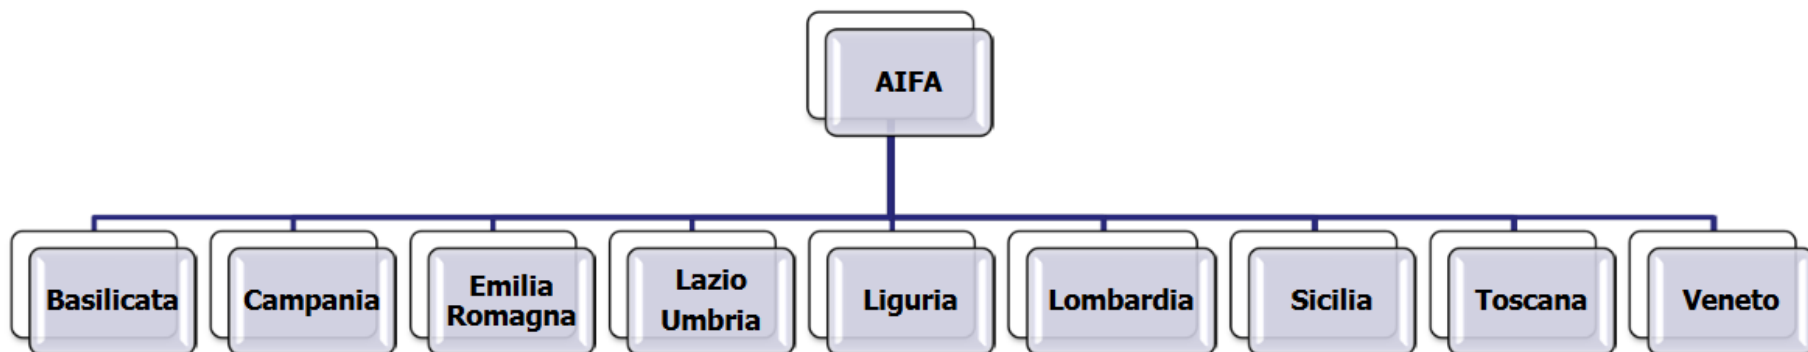 AIFA
Basilicata
Campania
Emilia
Romagna
Lazio
Umbria
Liguria
Lombardia
Sicilia
Toscana
Veneto